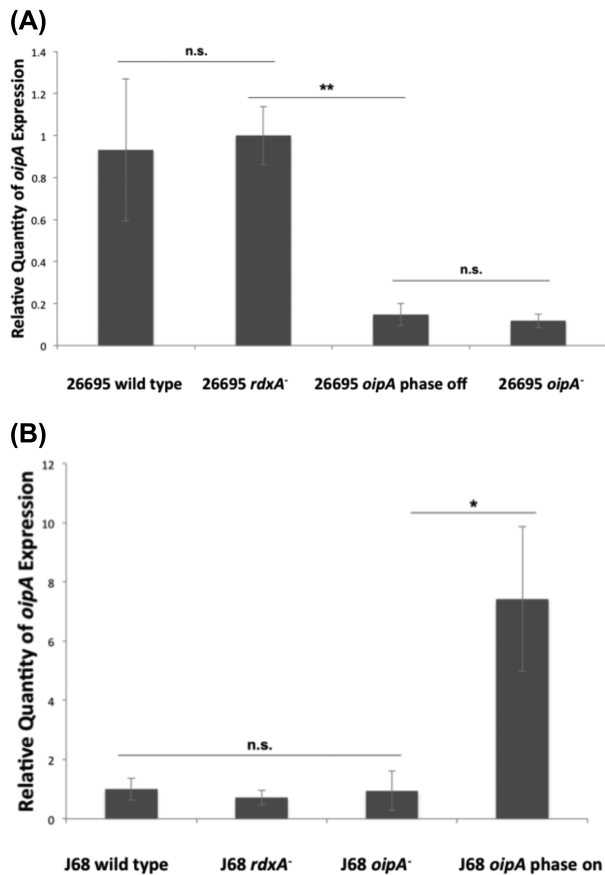 (A)
Relative Quantity of oipA Expression
1.4
1.2
1
0.8
0.6
0.4
0.2
0
n.s.
**
n.s.
26695 wild type 26695 rdxA- 26695 oipA phase off 26695 oipA-
(B)
Relative Quantity of oipA Expression
12
10
8
6
4
2
0
*
n.s.
J68 wild type J68 rdxA- J68 oipA- J68 oipA phase on